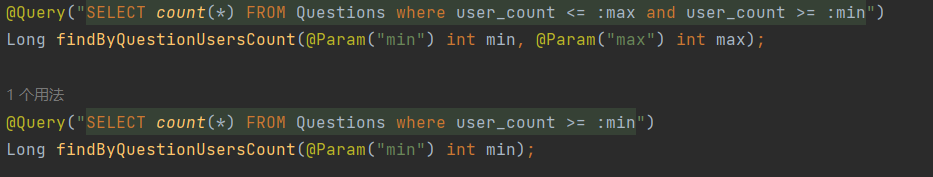 @Query("SELECT count(*) FROM Questions where user_count <= :max and user_count >= :min")
Long findByQuestionUsersCount(@Param("min") int min, @Param("max") int max);
1 个用法
@Query("SELECT count(*) FROM Questions where user_count >= :min")
Long findByQuestionUsersCount(@Param("min") int min);